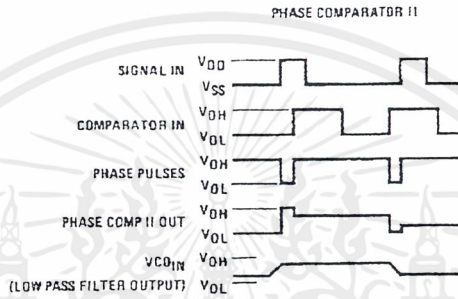 PHASE COMPARATOR II
SIGNAL IN
VDD
VSS
COMPARATOR IN
VOH
VOL
PHASE PULSES
VOH
VOL
PHASE COMP II OUT
VOH
VOL
VCOIN
(LOW PASS FILTER OUTPUT)
VOH
VOL